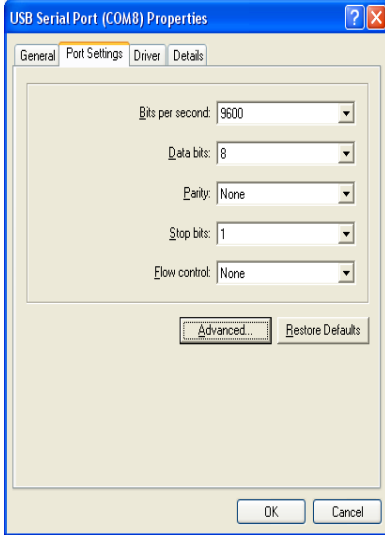 USB Serial Port (COM8) Properties
General Port Settings Driver Details
Bits per second: 9600
Data bits: 8
Parity: None
Stop bits: 1
Flow control: None
Advanced... Restore Defaults
OK Cancel